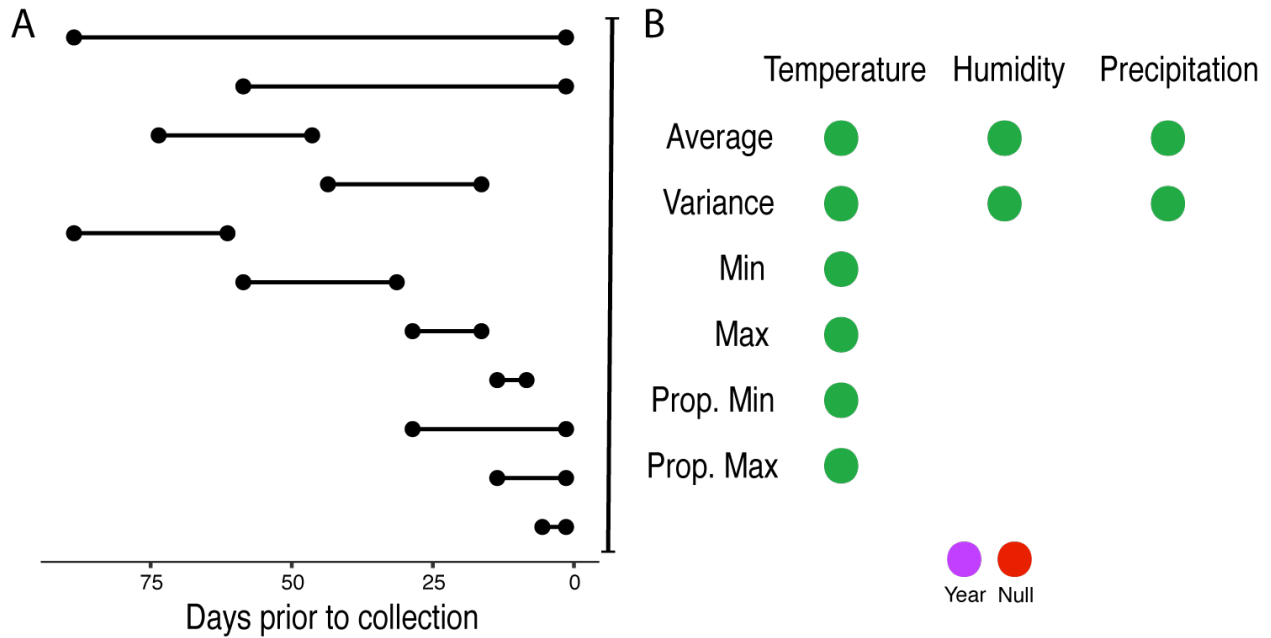 A
75 50 25 0
Days prior to collection
B
Temperature Humidity Precipitation
Average
Variance
Min
Max
Prop. Min
Prop. Max
Year Null